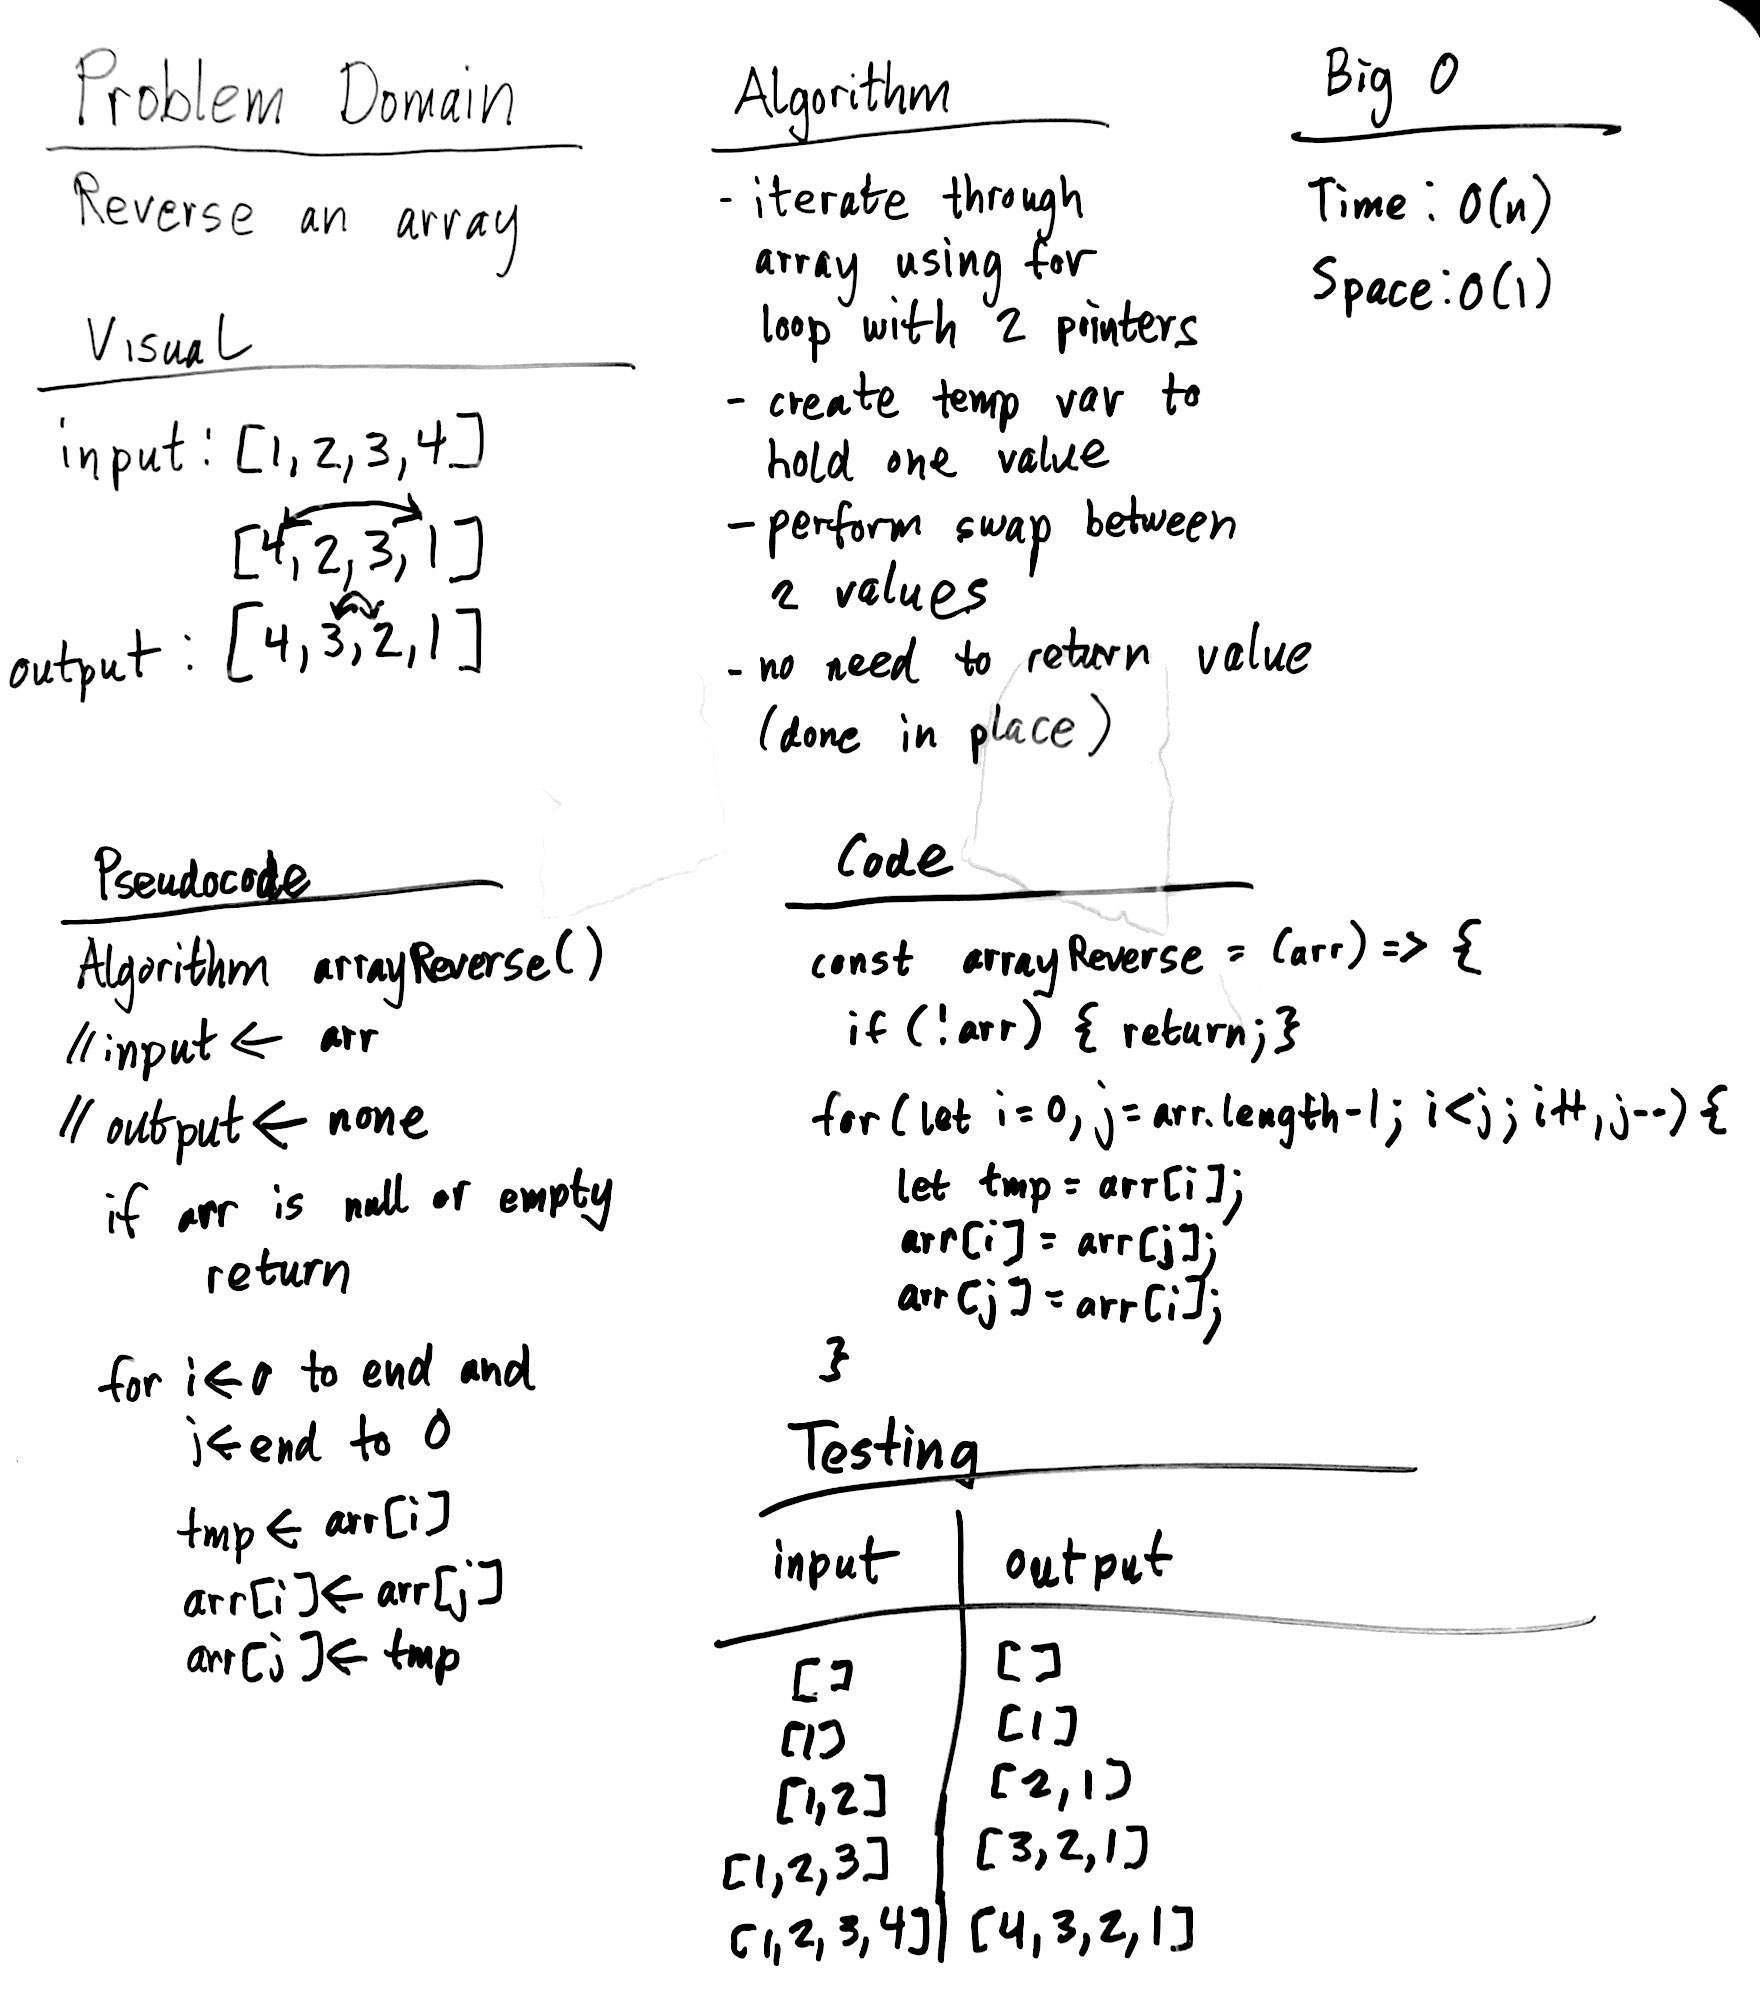 Problem Domain
Reverse an array
Visual
input: [1, 2, 3, 4]
[4, 2, 3, 1]
output: [4, 3, 2, 1]
Algorithm
- iterate through
array using for
loop with 2 pointers
- create temp var to
hold one value
- perform swap between
2 values
- no need to return value
(done in place)
Big O
Time: O(n)
Space: O(1)
Pseudocode
Algorithm arrayReverse()
// input ← arr
// output ← none
if arr is null or empty
return
for i ← 0 to end and
j ← end to 0
tmp ← arr[i]
arr[i] ← arr[j]
arr[j] ← tmp
Code
const arrayReverse = (arr) => {
if (!arr) { return; }
for (let i = 0, j = arr.length-1; i<j; i++, j--) {
let tmp = arr[i];
arr[i] = arr[j];
arr[j] = arr[i];
}
Testing
input output
[] []
[1] [1]
[1,2] [2,1]
[1,2,3] [3,2,1]
[1,2,3,4] [4,3,2,1]